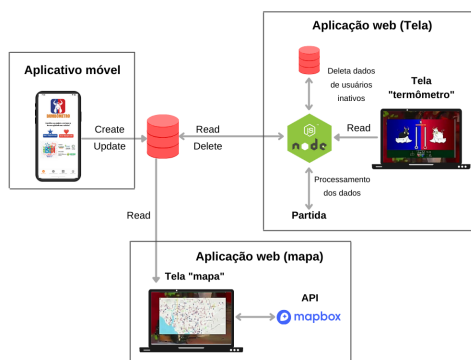 Aplicação web (Tela)
Aplicativo móvel
Deleta dados
de usuários
inativos
Tela
"termômetro"
Create
Update
Read
Delete
JS
node
Read
Processamento
dos dados
Partida
Read
Aplicação web (mapa)
Tela "mapa"
API
mapbox